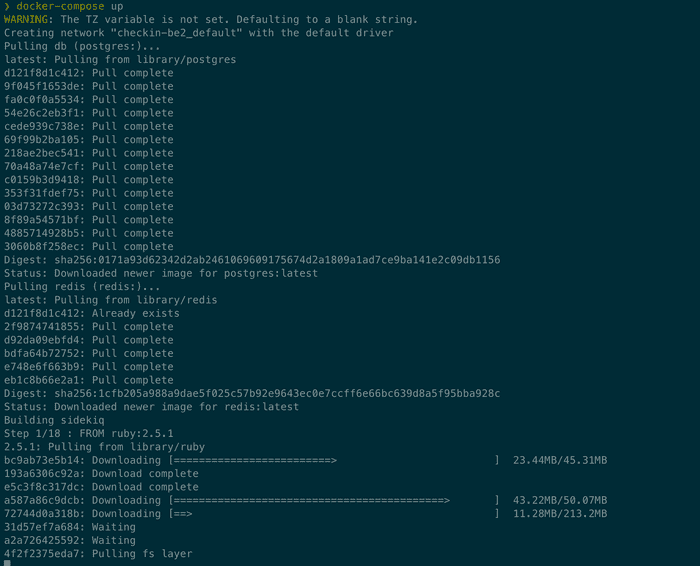 ❯ docker-compose up
WARNING: The TZ variable is not set. Defaulting to a blank string.
Creating network "checkin-be2_default" with the default driver
Pulling db (postgres:)...
latest: Pulling from library/postgres
d121f8d1c412: Pull complete
9f045f1653de: Pull complete
fa0c0f0a5534: Pull complete
54e26c2eb3f1: Pull complete
cede939c738e: Pull complete
69f99b2ba105: Pull complete
218ae2bec541: Pull complete
70a48a74e7cf: Pull complete
c0159b3d9418: Pull complete
353f31fdef75: Pull complete
03d73272c393: Pull complete
8f89a54571bf: Pull complete
4885714928b5: Pull complete
3060b8f258ec: Pull complete
Digest: sha256:0171a93d62342d2ab2461069609175674d2a1809a1ad7ce9ba141e2c09db1156
Status: Downloaded newer image for postgres:latest
Pulling redis (redis:)...
latest: Pulling from library/redis
d121f8d1c412: Already exists
2f9874741855: Pull complete
d92da09ebfd4: Pull complete
bdfa64b72752: Pull complete
e748e6f663b9: Pull complete
eb1c8b66e2a1: Pull complete
Digest: sha256:1cfb205a988a9dae5f025c57b92e9643ec0e7ccff6e66bc639d8a5f95bba928c
Status: Downloaded newer image for redis:latest
Building sidekiq
Step 1/18 : FROM ruby:2.5.1
2.5.1: Pulling from library/ruby
bc9ab73e5b14: Downloading [=========================>                         ]  23.44MB/45.31MB
193a6306c92a: Download complete
e5c3f8c317dc: Download complete
a587a86c9dcb: Downloading [===========================================>       ]  43.22MB/50.07MB
72744d0a318b: Downloading [==>                                                ]  11.28MB/213.2MB
31d57ef7a684: Waiting
a2a726425592: Waiting
4f2f2375eda7: Pulling fs layer